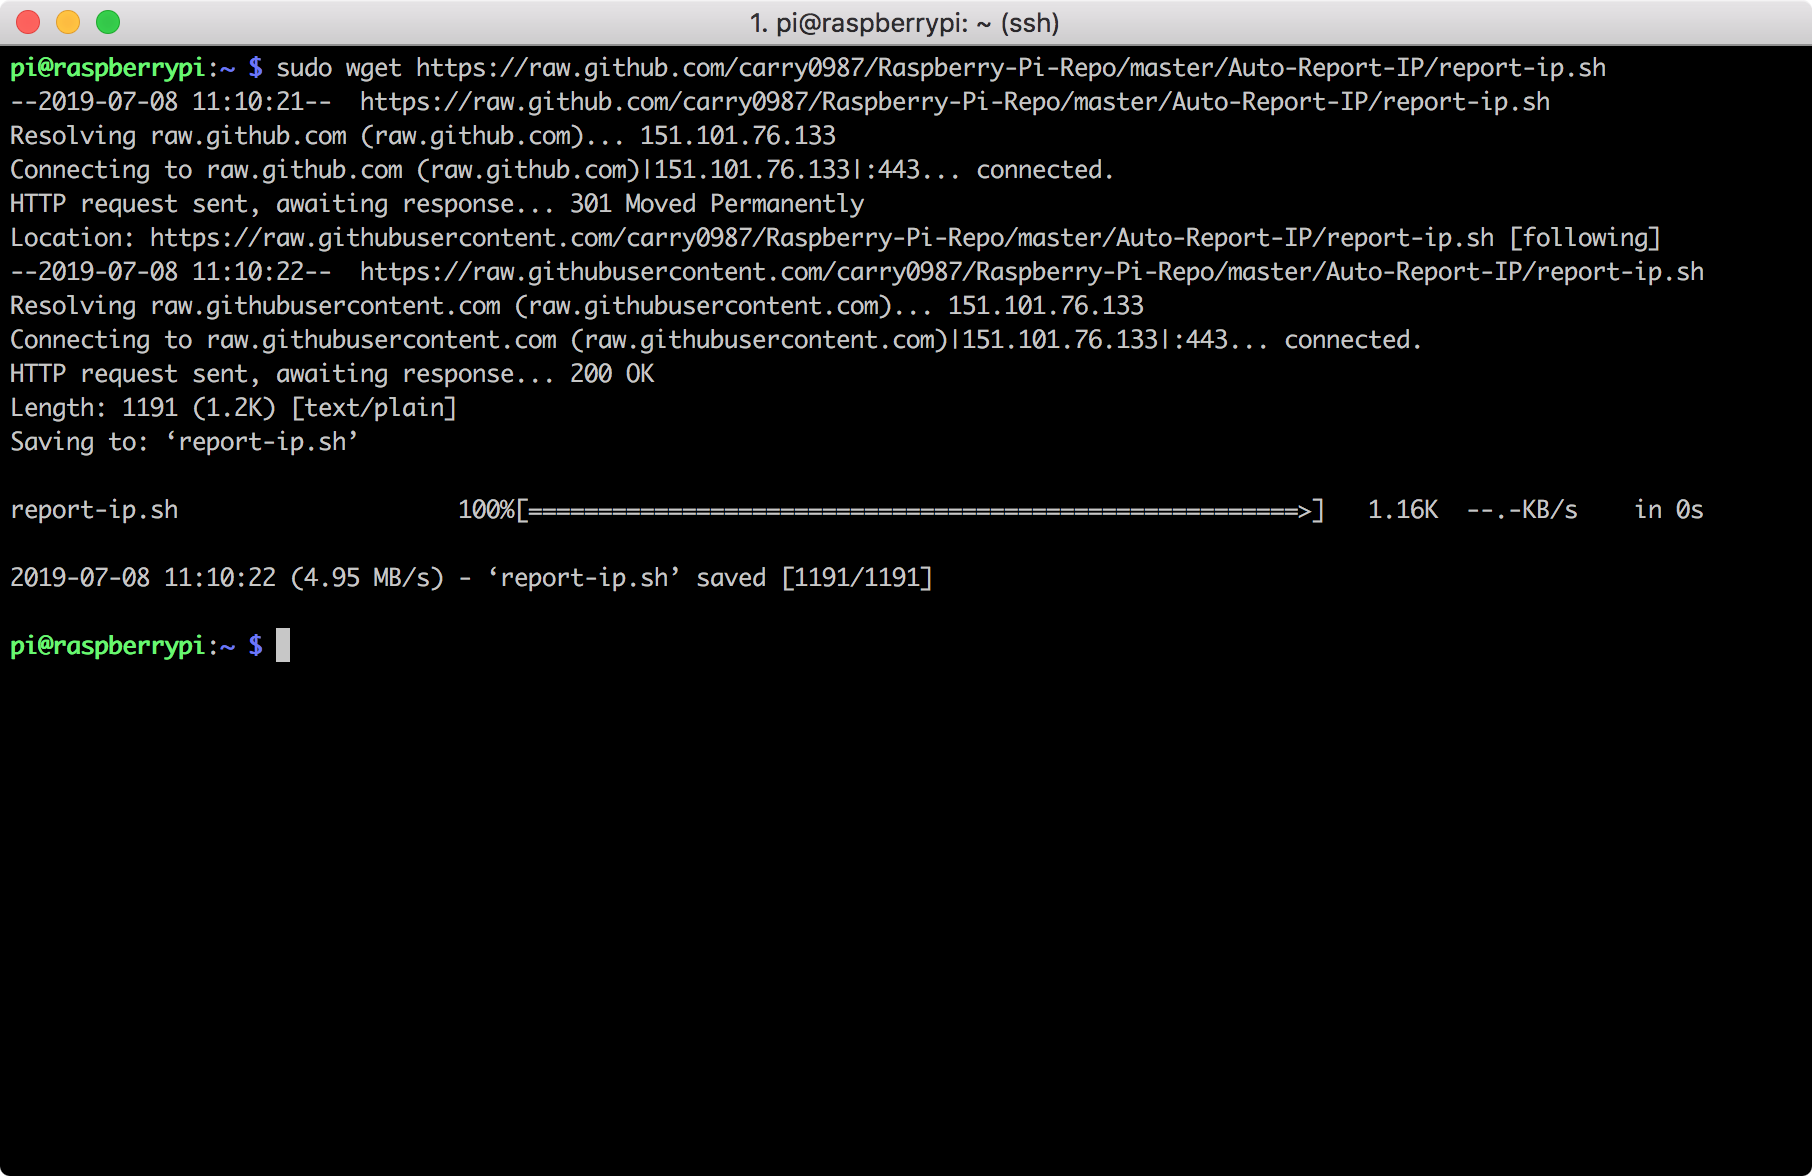 1. pi@raspberrypi: ~ (ssh)
pi@raspberrypi:~ $ sudo wget https://raw.github.com/carry0987/Raspberry-Pi-Repo/master/Auto-Report-IP/report-ip.sh
--2019-07-08 11:10:21--  https://raw.github.com/carry0987/Raspberry-Pi-Repo/master/Auto-Report-IP/report-ip.sh
Resolving raw.github.com (raw.github.com)... 151.101.76.133
Connecting to raw.github.com (raw.github.com)|151.101.76.133|:443... connected.
HTTP request sent, awaiting response... 301 Moved Permanently
Location: https://raw.githubusercontent.com/carry0987/Raspberry-Pi-Repo/master/Auto-Report-IP/report-ip.sh [following]
--2019-07-08 11:10:22--  https://raw.githubusercontent.com/carry0987/Raspberry-Pi-Repo/master/Auto-Report-IP/report-ip.sh
Resolving raw.githubusercontent.com (raw.githubusercontent.com)... 151.101.76.133
Connecting to raw.githubusercontent.com (raw.githubusercontent.com)|151.101.76.133|:443... connected.
HTTP request sent, awaiting response... 200 OK
Length: 1191 (1.2K) [text/plain]
Saving to: ‘report-ip.sh’
report-ip.sh                    100%[=======================================================>]   1.16K  --.-KB/s    in 0s
2019-07-08 11:10:22 (4.95 MB/s) - ‘report-ip.sh’ saved [1191/1191]
pi@raspberrypi:~ $